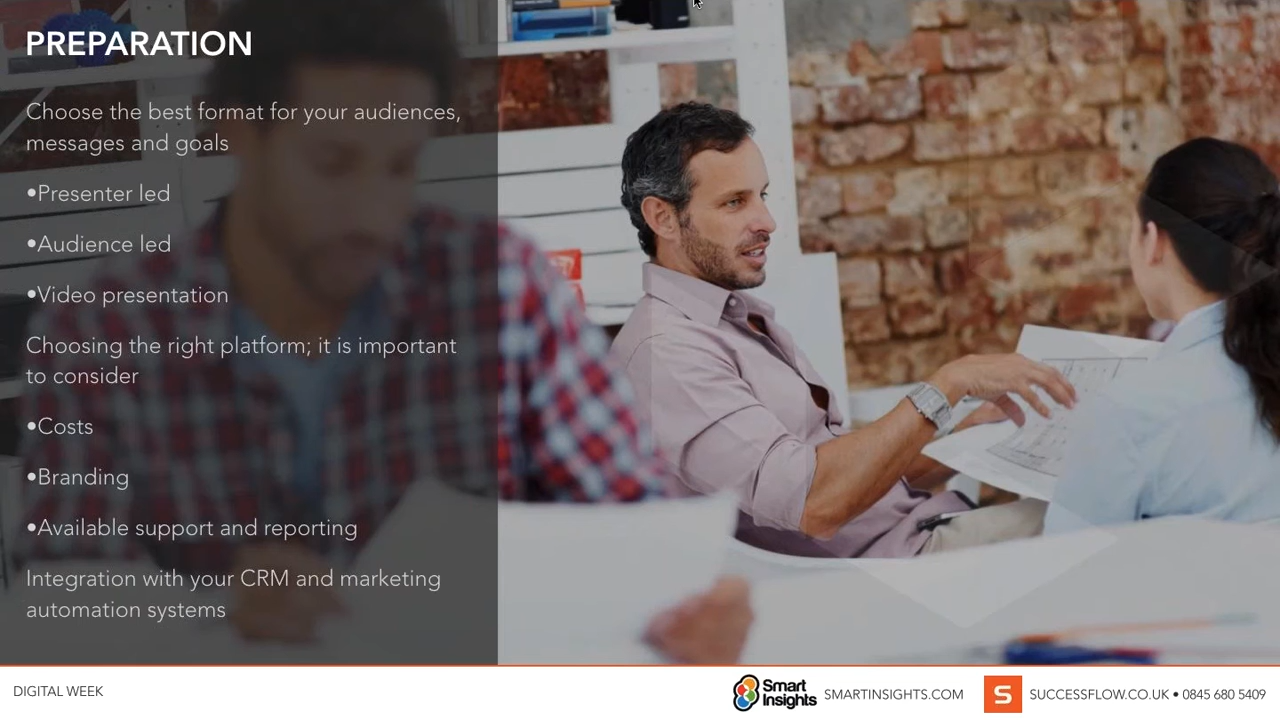 PREPARATION
Choose the best format for your audiences,
messages and goals
•Presenter led
•Audience led
•Video presentation
Choosing the right platform; it is important
to consider
•Costs
•Branding
•Available support and reporting
Integration with your CRM and marketing
automation systems
DIGITAL WEEK
Smart
Insights
SMARTINSIGHTS.COM
S
SUCCESSFLOW.CO.UK • 0845 680 5409